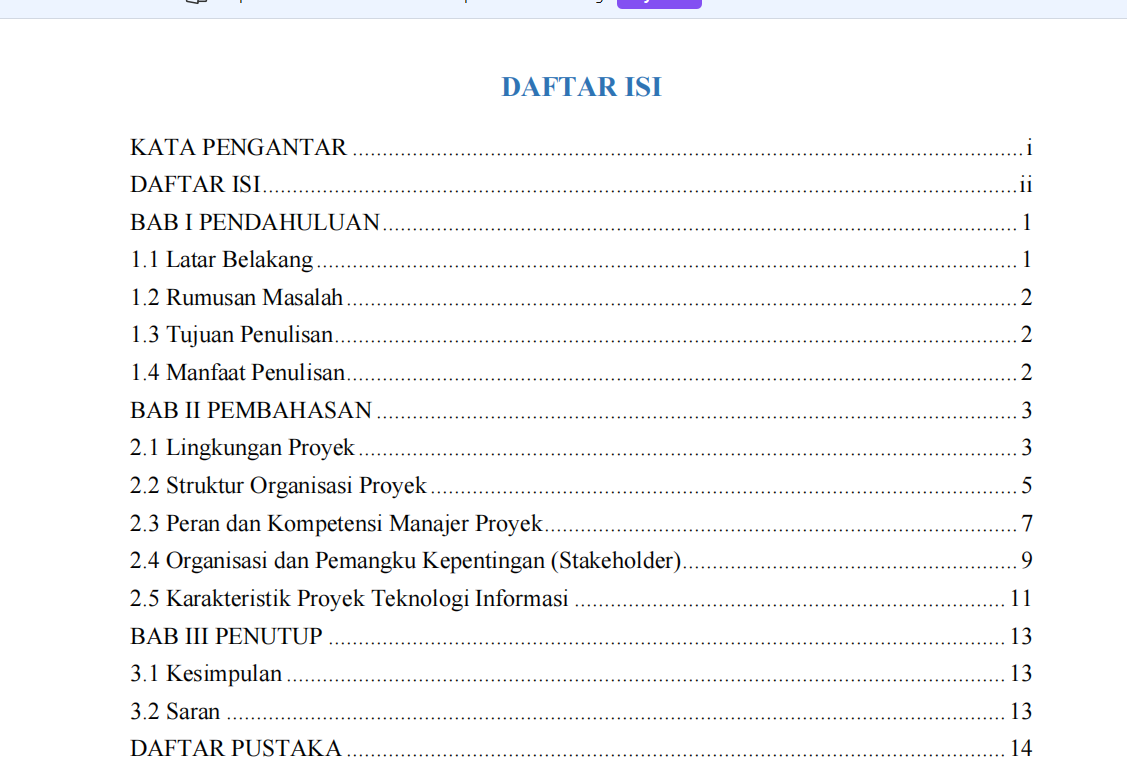 DAFTAR ISI
KATA PENGANTAR ........ i
DAFTAR ISI ........ ii
BAB I PENDAHULUAN ........ 1
1.1 Latar Belakang ........ 1
1.2 Rumusan Masalah ........ 2
1.3 Tujuan Penulisan ........ 2
1.4 Manfaat Penulisan ........ 2
BAB II PEMBAHASAN ........ 3
2.1 Lingkungan Proyek ........ 3
2.2 Struktur Organisasi Proyek ........ 5
2.3 Peran dan Kompetensi Manajer Proyek ........ 7
2.4 Organisasi dan Pemangku Kepentingan (Stakeholder) ........ 9
2.5 Karakteristik Proyek Teknologi Informasi ........ 11
BAB III PENUTUP ........ 13
3.1 Kesimpulan ........ 13
3.2 Saran ........ 13
DAFTAR PUSTAKA ........ 14